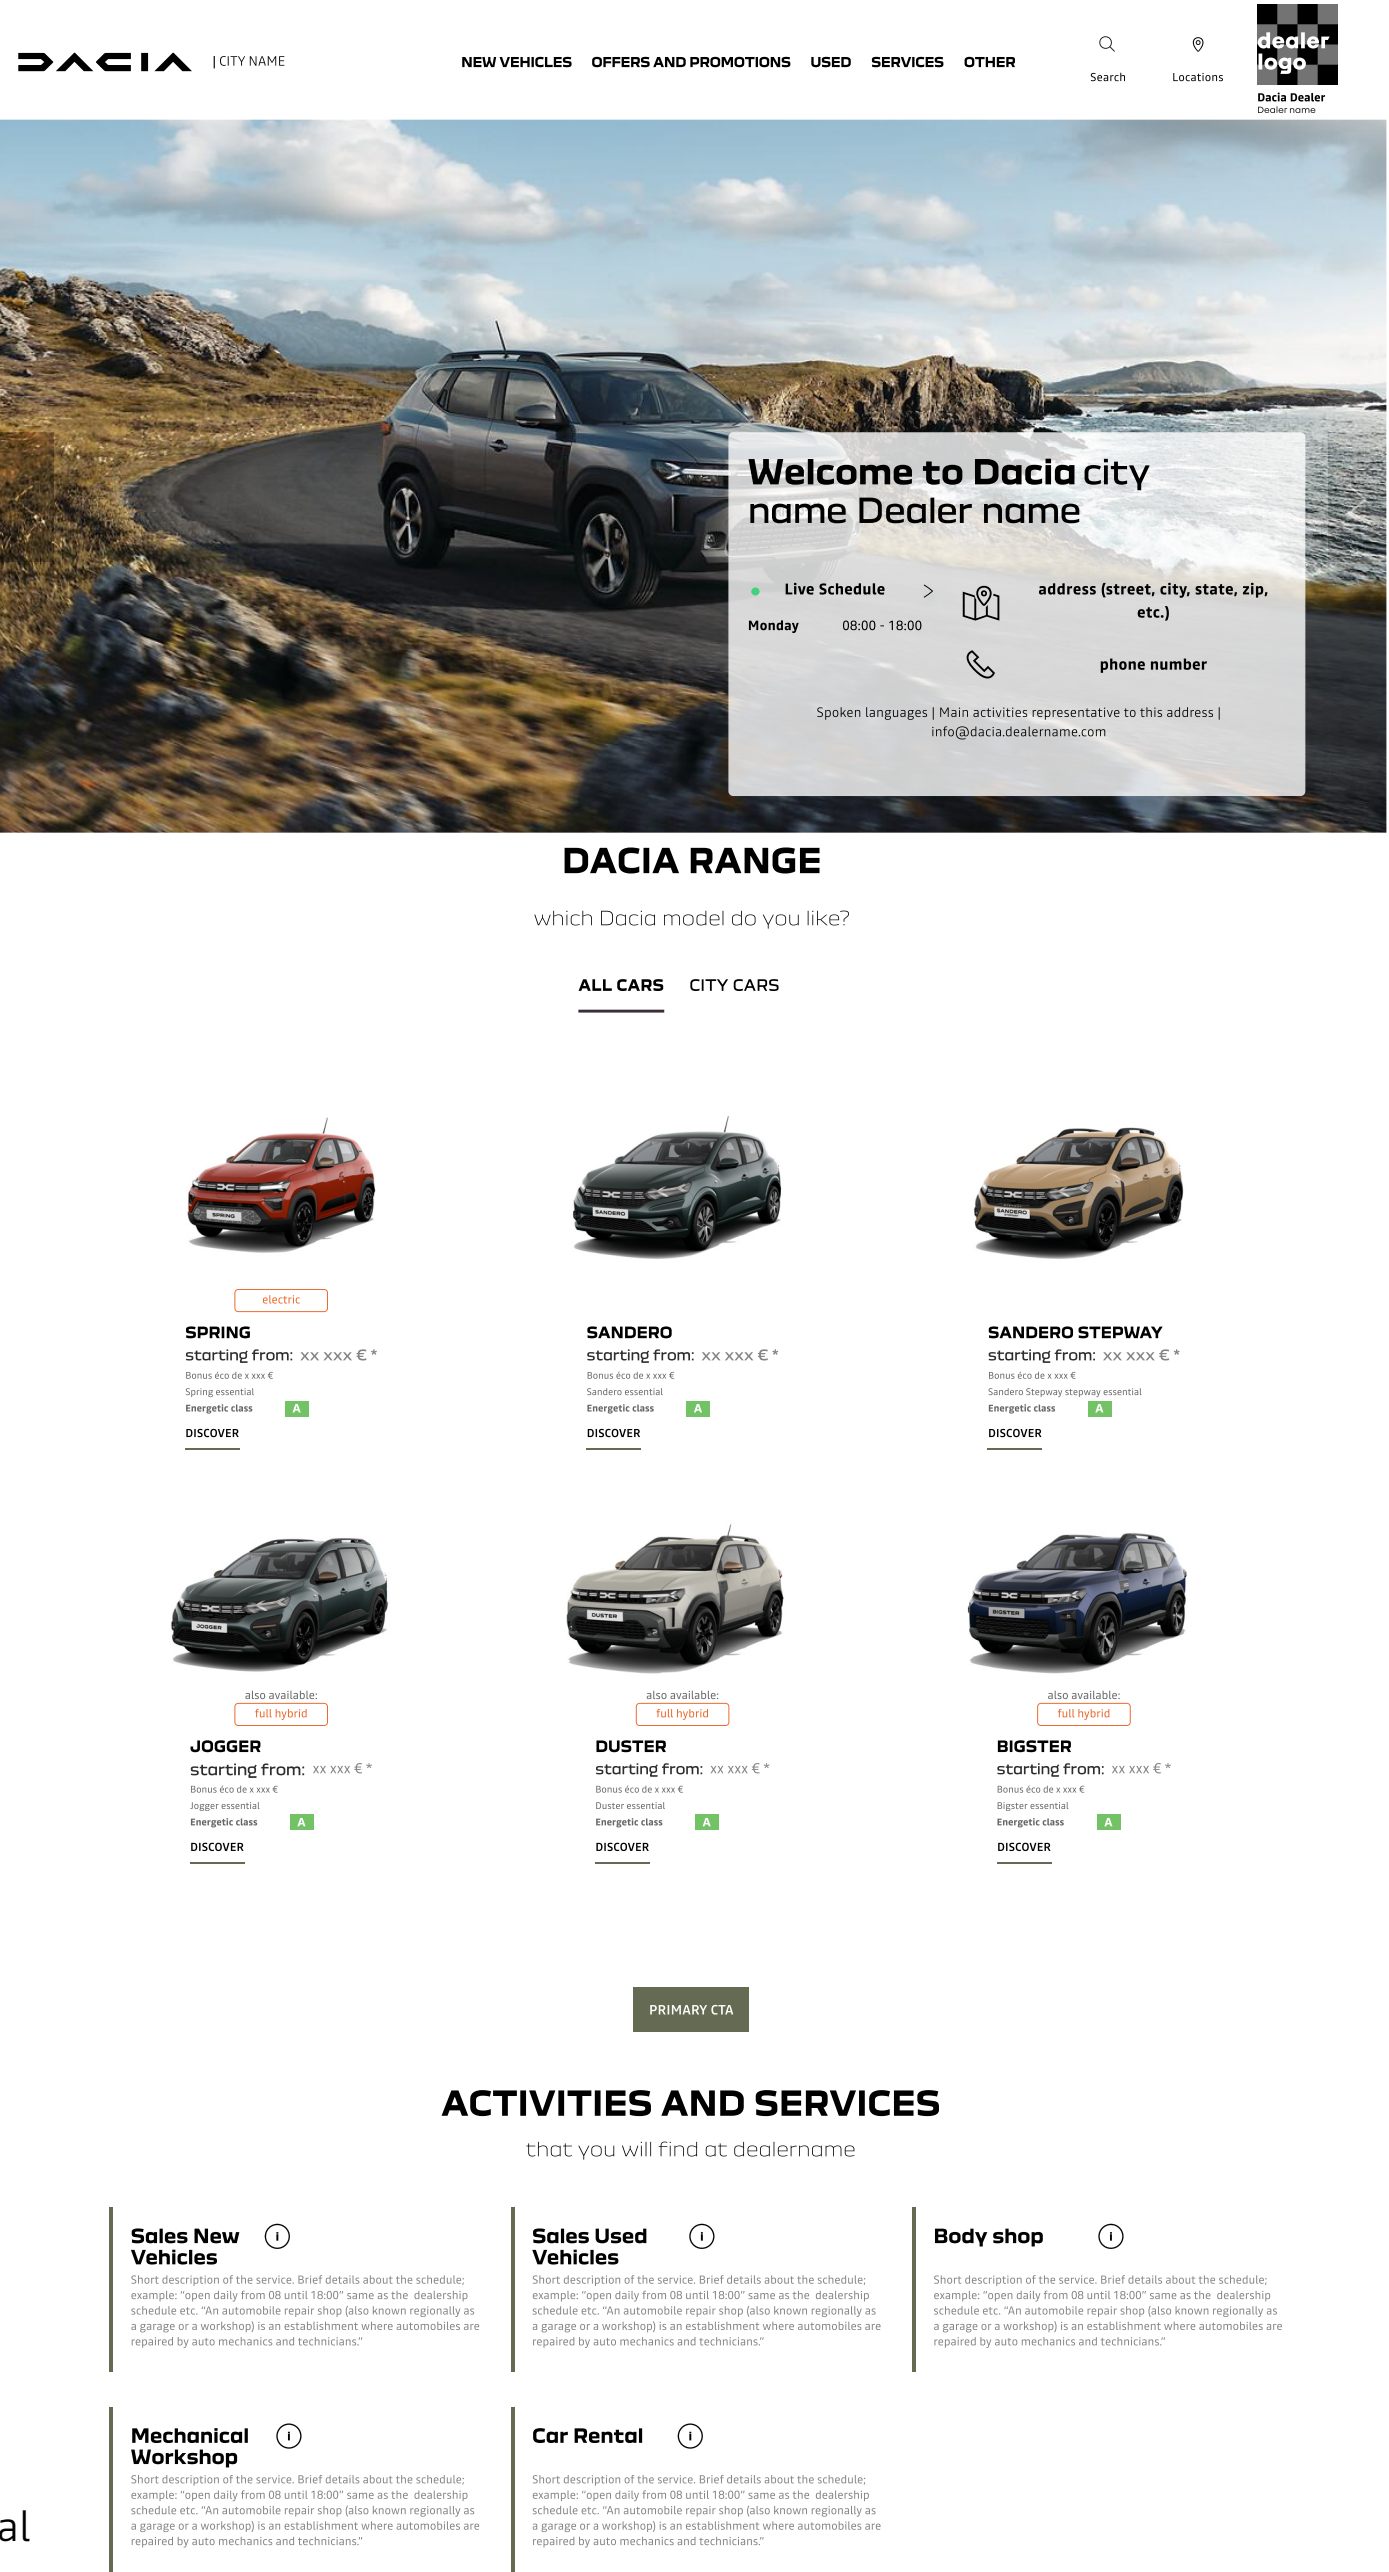 DACIA | CITY NAME
NEW VEHICLES OFFERS AND PROMOTIONS USED SERVICES OTHER
Search Locations
dealer
logo
Dacia Dealer
Dealer name
Welcome to Dacia city
name Dealer name
Live Schedule >
Monday 08:00 - 18:00
address (street, city, state, zip,
etc.)
phone number
Spoken languages | Main activities representative to this address |
info@dacia.dealername.com
DACIA RANGE
which Dacia model do you like?
ALL CARS CITY CARS
SPRING
SANDERO
SANDERO
electric
SPRING
starting from: xx xxx € *
Bonus éco de x xxx €
Spring essential
Energetic class A
DISCOVER
SANDERO
starting from: xx xxx € *
Bonus éco de x xxx €
Sandero essential
Energetic class A
DISCOVER
SANDERO STEPWAY
starting from: xx xxx € *
Bonus éco de x xxx €
Sandero Stepway stepway essential
Energetic class A
DISCOVER
JOGGER
DUSTER
BIGSTER
also available:
full hybrid
JOGGER
starting from: xx xxx € *
Bonus éco de x xxx €
Jogger essential
Energetic class A
DISCOVER
also available:
full hybrid
DUSTER
starting from: xx xxx € *
Bonus éco de x xxx €
Duster essential
Energetic class A
DISCOVER
also available:
full hybrid
BIGSTER
starting from: xx xxx € *
Bonus éco de x xxx €
Bigster essential
Energetic class A
DISCOVER
PRIMARY CTA
ACTIVITIES AND SERVICES
that you will find at dealername
Sales New i
Vehicles
Short description of the service. Brief details about the schedule;
example: “open daily from 08 until 18:00” same as the dealership
schedule etc. “An automobile repair shop (also known regionally as
a garage or a workshop) is an establishment where automobiles are
repaired by auto mechanics and technicians.”
Sales Used i
Vehicles
Short description of the service. Brief details about the schedule;
example: “open daily from 08 until 18:00” same as the dealership
schedule etc. “An automobile repair shop (also known regionally as
a garage or a workshop) is an establishment where automobiles are
repaired by auto mechanics and technicians.”
Body shop i
Short description of the service. Brief details about the schedule;
example: “open daily from 08 until 18:00” same as the dealership
schedule etc. “An automobile repair shop (also known regionally as
a garage or a workshop) is an establishment where automobiles are
repaired by auto mechanics and technicians.”
Mechanical i
Workshop
Short description of the service. Brief details about the schedule;
example: “open daily from 08 until 18:00” same as the dealership
schedule etc. “An automobile repair shop (also known regionally as
a garage or a workshop) is an establishment where automobiles are
repaired by auto mechanics and technicians.”
Car Rental i
Short description of the service. Brief details about the schedule;
example: “open daily from 08 until 18:00” same as the dealership
schedule etc. “An automobile repair shop (also known regionally as
a garage or a workshop) is an establishment where automobiles are
repaired by auto mechanics and technicians.”
al